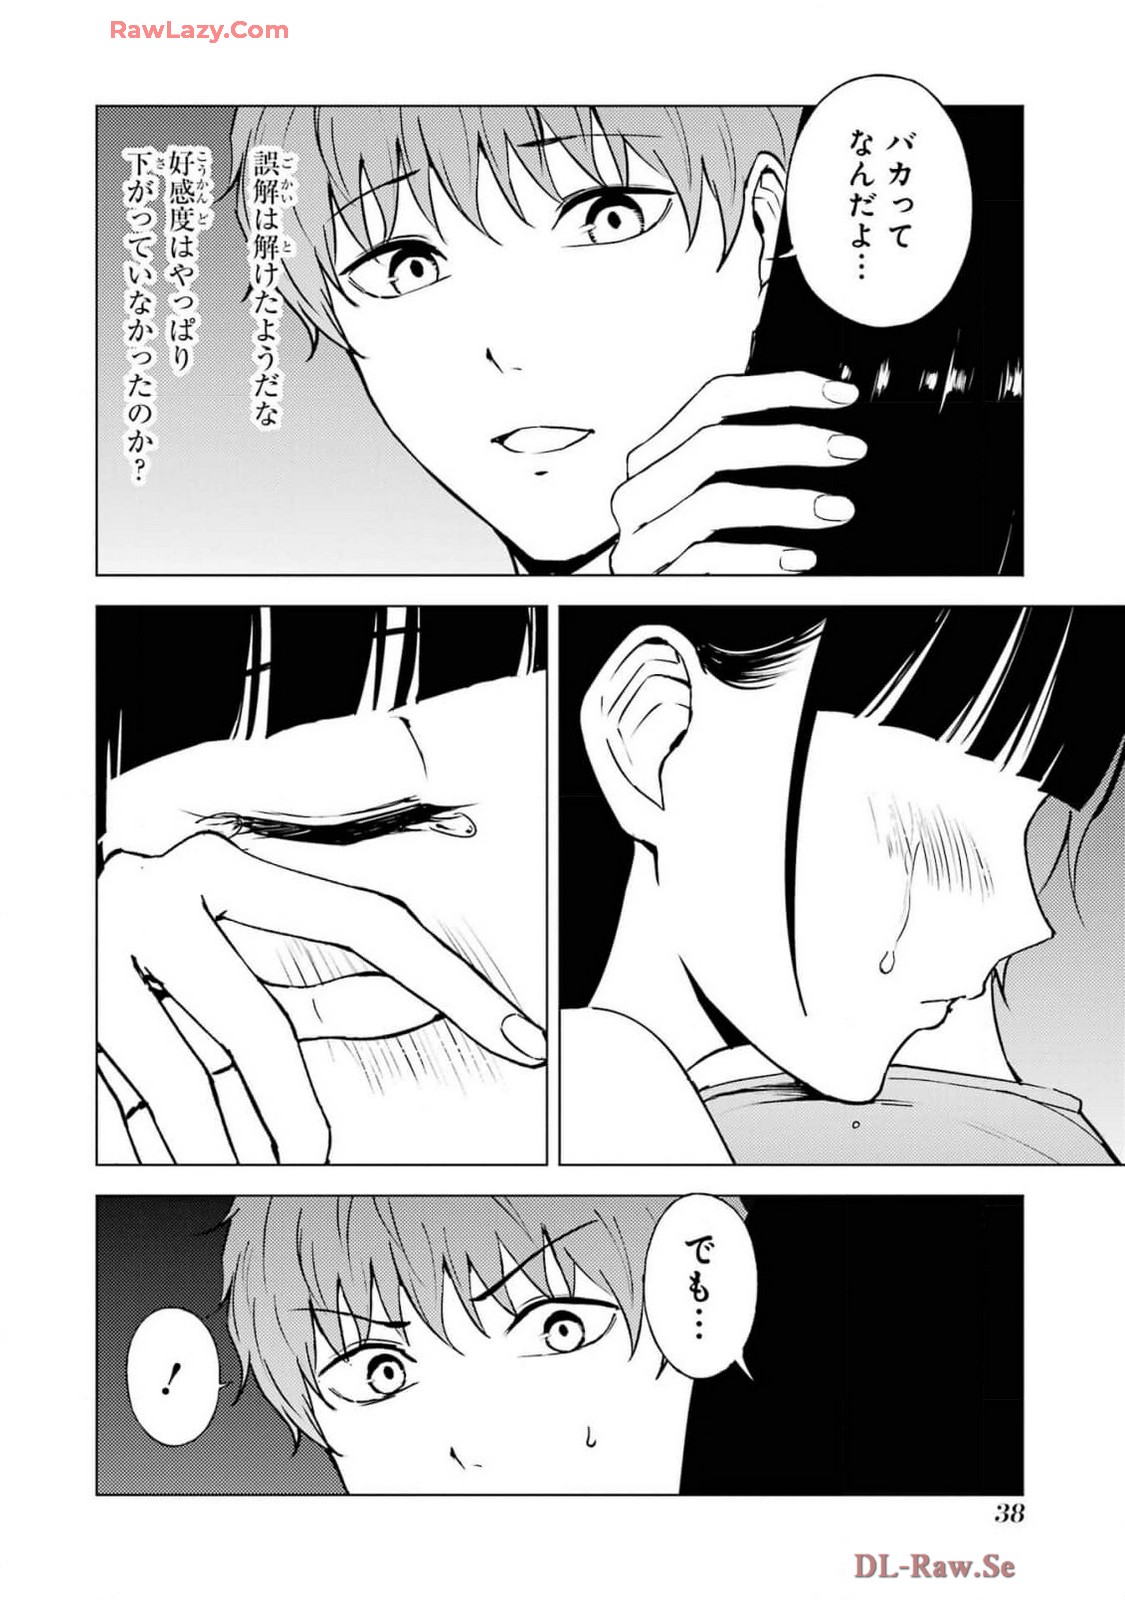 RawLazy.Com
バカって
なんだよ…
誤解は解けたようだな
好感度はやっぱり
下がっていなかったのか?
でも…
!
38
DL-Raw.Se